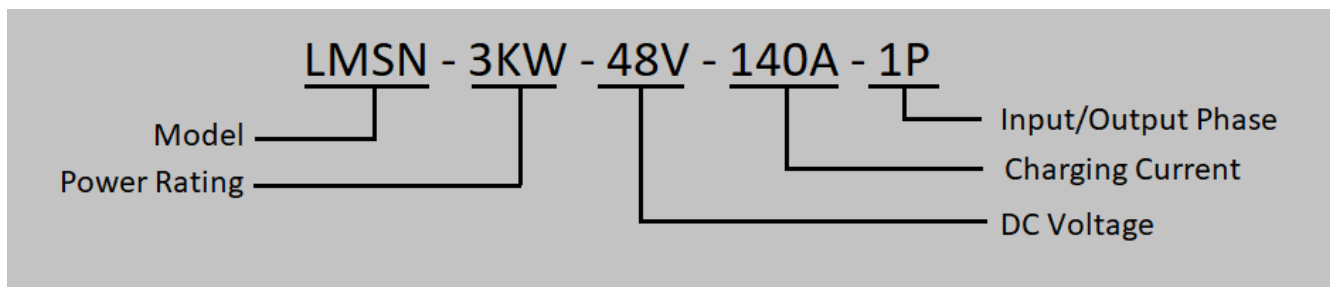 LMSN - 3KW - 48V - 140A - 1P
Model
Power Rating
Input/Output Phase
Charging Current
DC Voltage